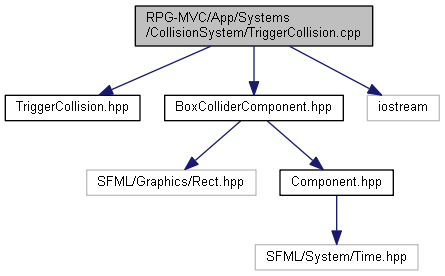 RPG-MVC/App/Systems
/CollisionSystem/TriggerCollision.cpp
TriggerCollision.hpp
BoxColliderComponent.hpp
iostream
SFML/Graphics/Rect.hpp
Component.hpp
SFML/System/Time.hpp